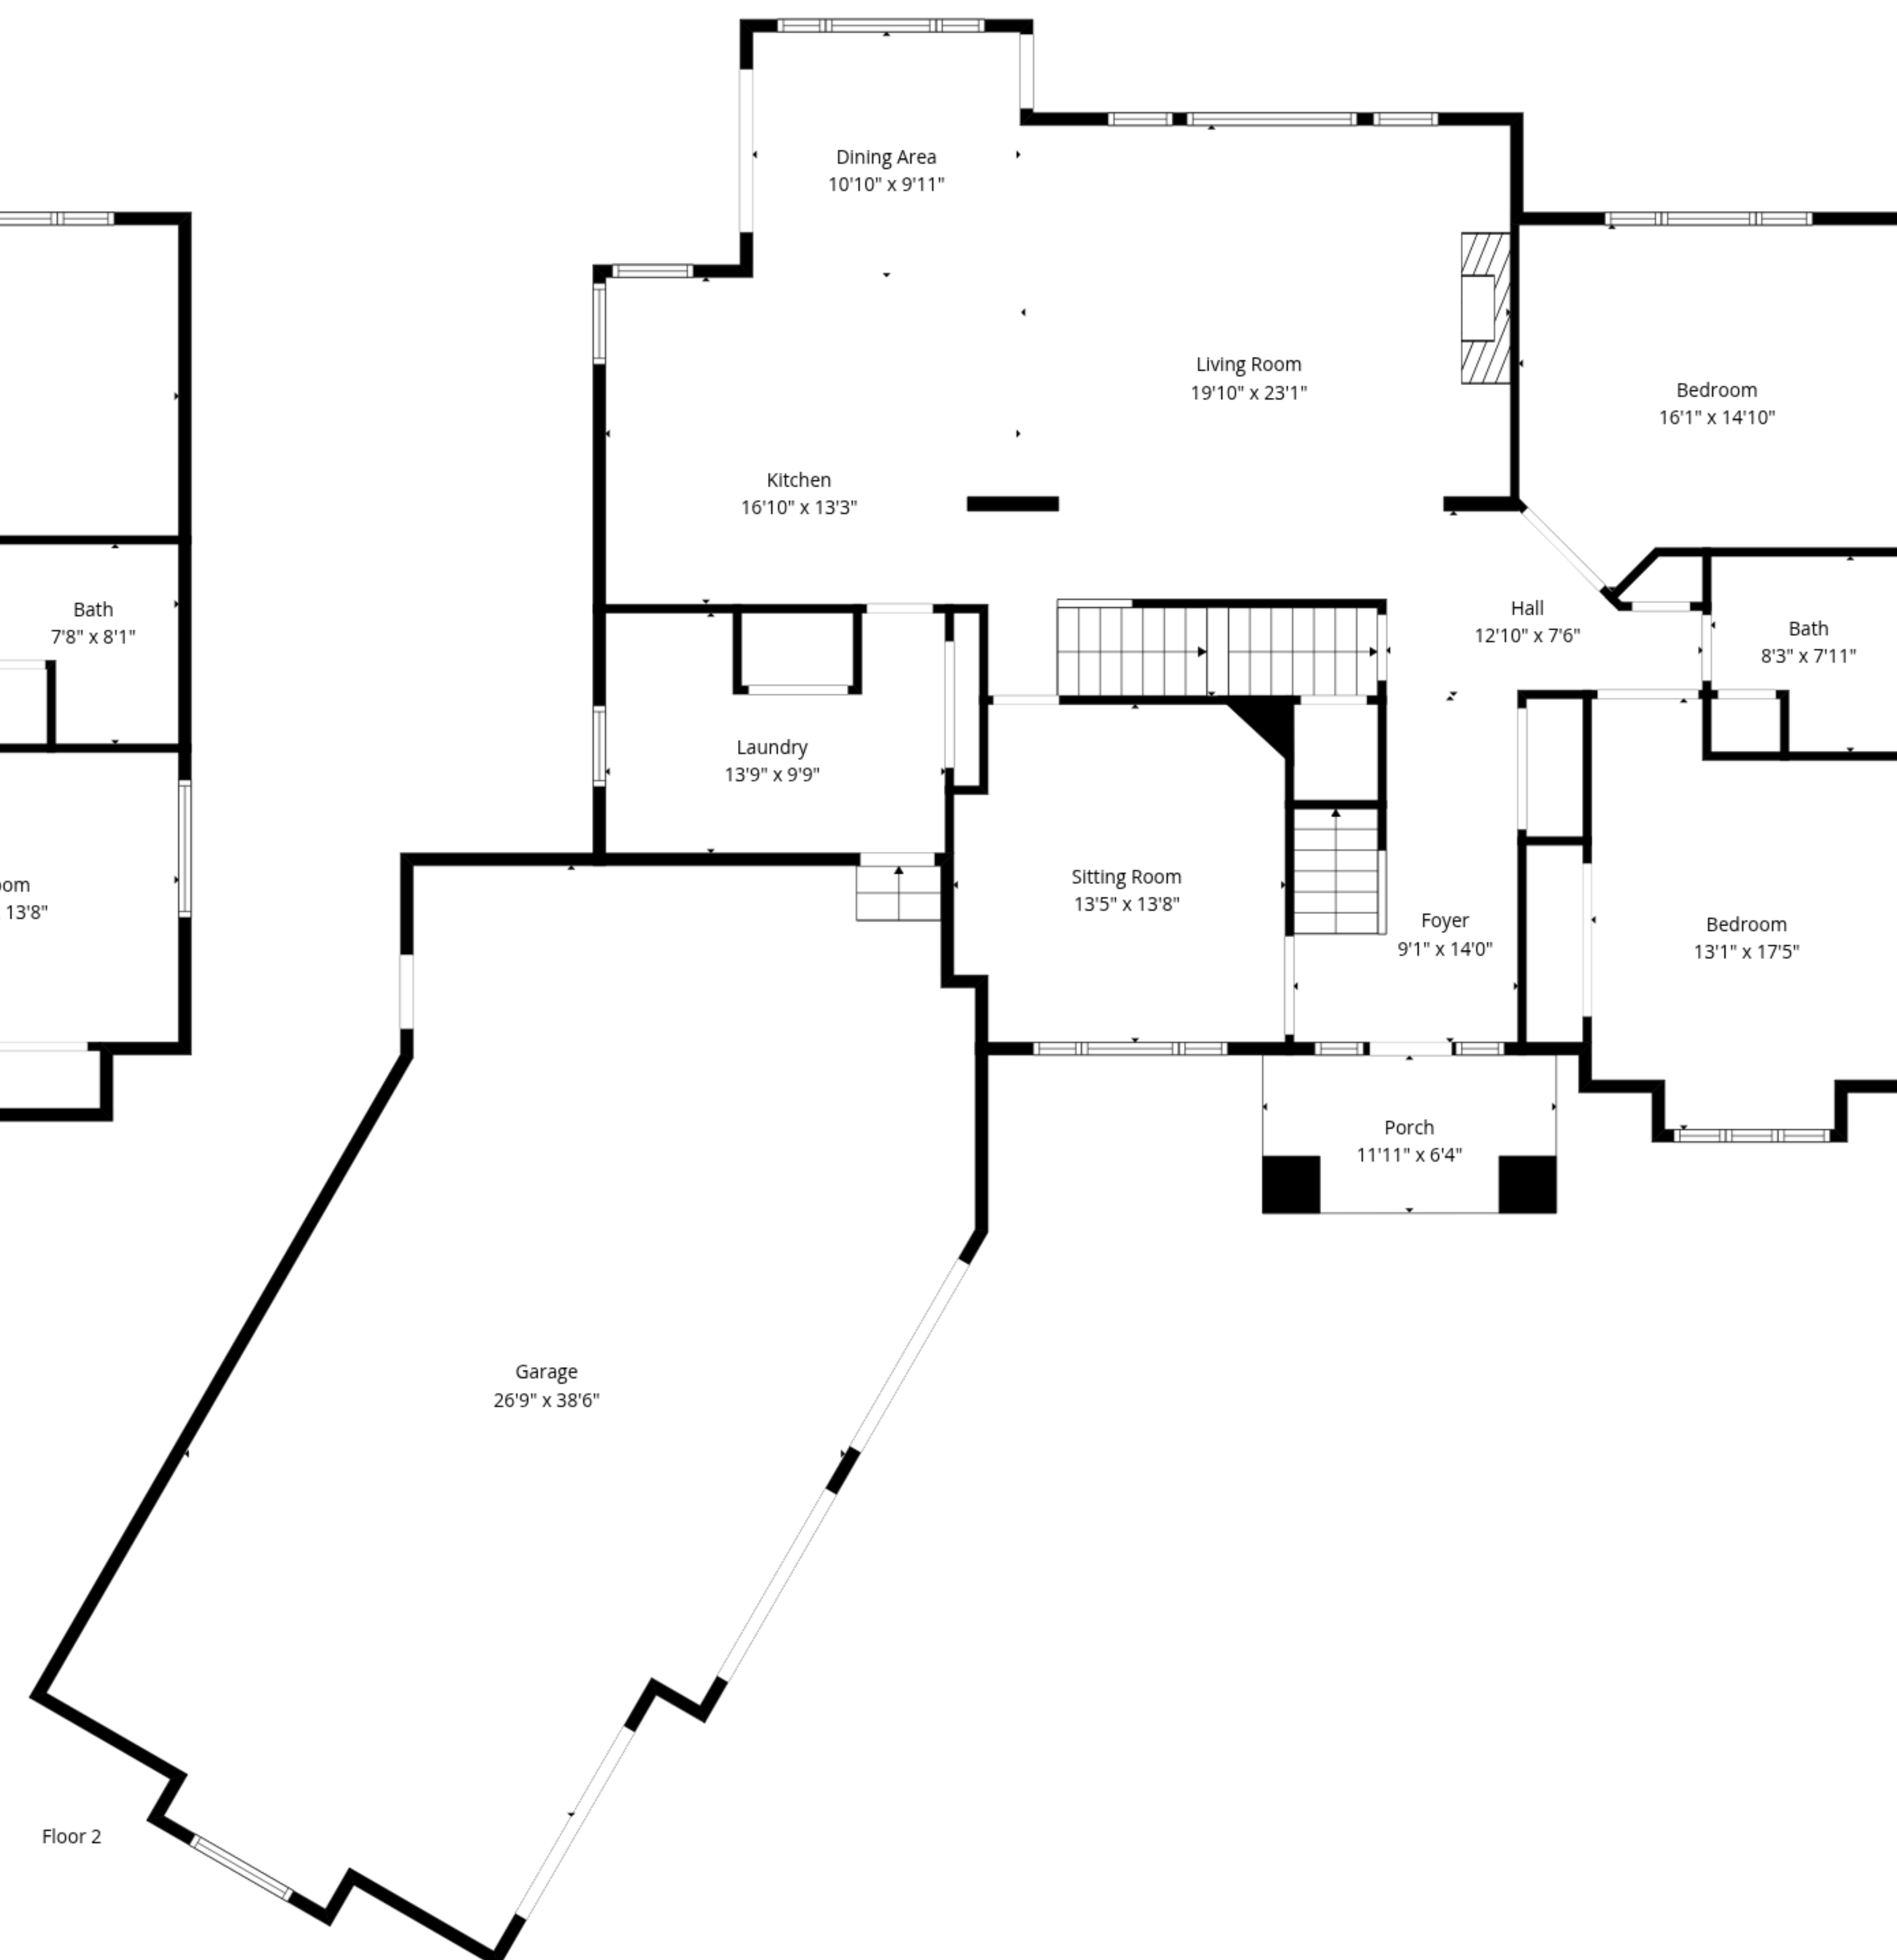 Dining Area
10'10" x 9'11"
Living Room
19'10" x 23'1"
Bedroom
16'1" x 14'10"
Kitchen
16'10" x 13'3"
Bath
7'8" x 8'1"
Hall
12'10" x 7'6"
Bath
8'3" x 7'11"
Laundry
13'9" x 9'9"
Sitting Room
13'5" x 13'8"
oom
13'8"
Foyer
9'1" x 14'0"
Bedroom
13'1" x 17'5"
Porch
11'11" x 6'4"
Garage
26'9" x 38'6"
Floor 2